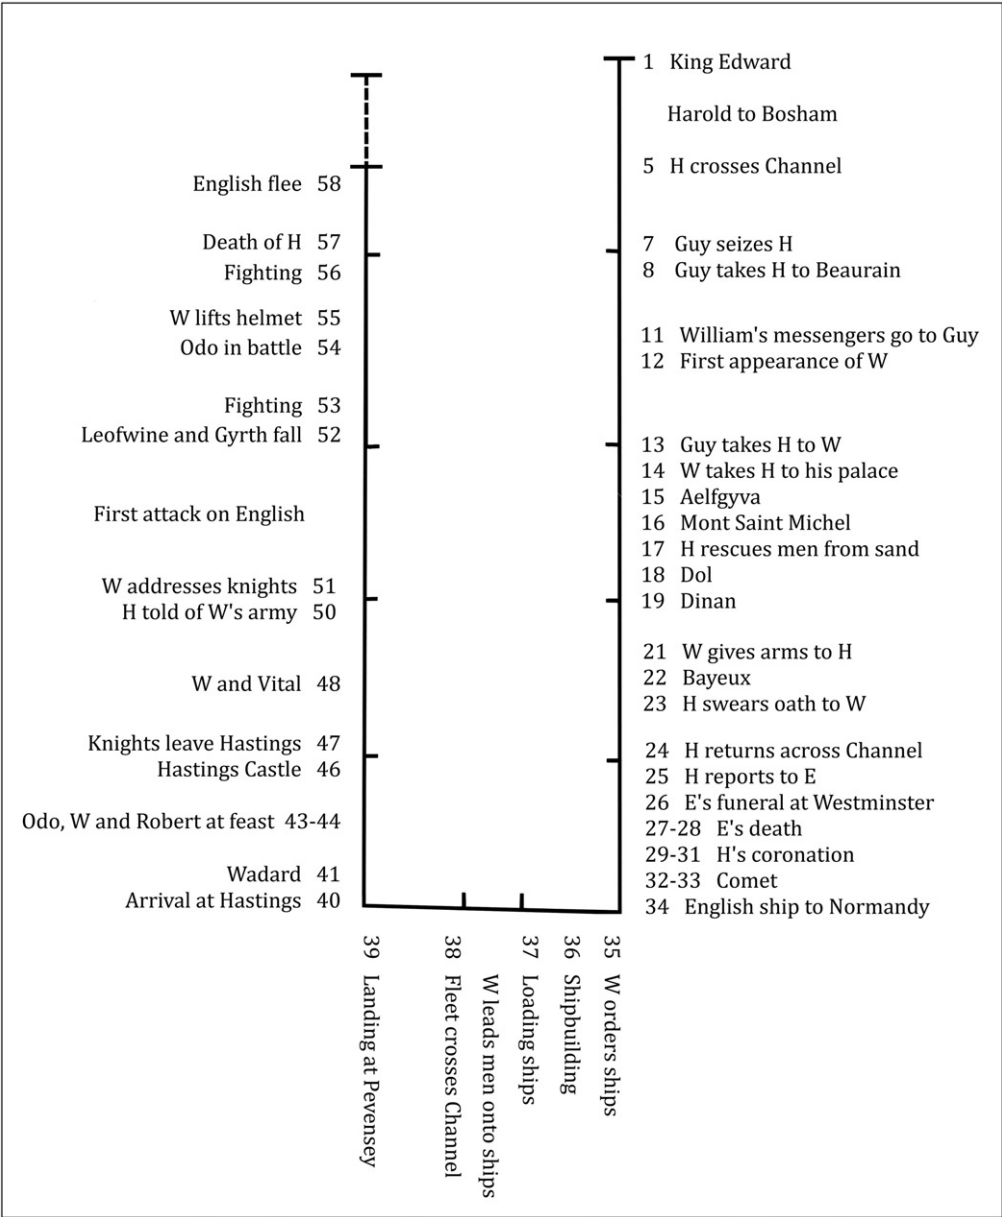 1 King Edward
Harold to Bosham
5 H crosses Channel
7 Guy seizes H
8 Guy takes H to Beaurain
11 William's messengers go to Guy
12 First appearance of W
13 Guy takes H to W
14 W takes H to his palace
15 Aelfgyva
16 Mont Saint Michel
17 H rescues men from sand
18 Dol
19 Dinan
21 W gives arms to H
22 Bayeux
23 H swears oath to W
24 H returns across Channel
25 H reports to E
26 E's funeral at Westminster
27-28 E's death
29-31 H's coronation
32-33 Comet
34 English ship to Normandy
35 W orders ships
36 Shipbuilding
37 Loading ships
W leads men onto ships
38 Fleet crosses Channel
39 Landing at Pevensey
Arrival at Hastings 40
Wadard 41
Odo, W and Robert at feast 43-44
Hastings Castle 46
Knights leave Hastings 47
W and Vital 48
H told of W's army 50
W addresses knights 51
First attack on English
Leofwine and Gyrth fall 52
Fighting 53
Odo in battle 54
W lifts helmet 55
Fighting 56
Death of H 57
English flee 58